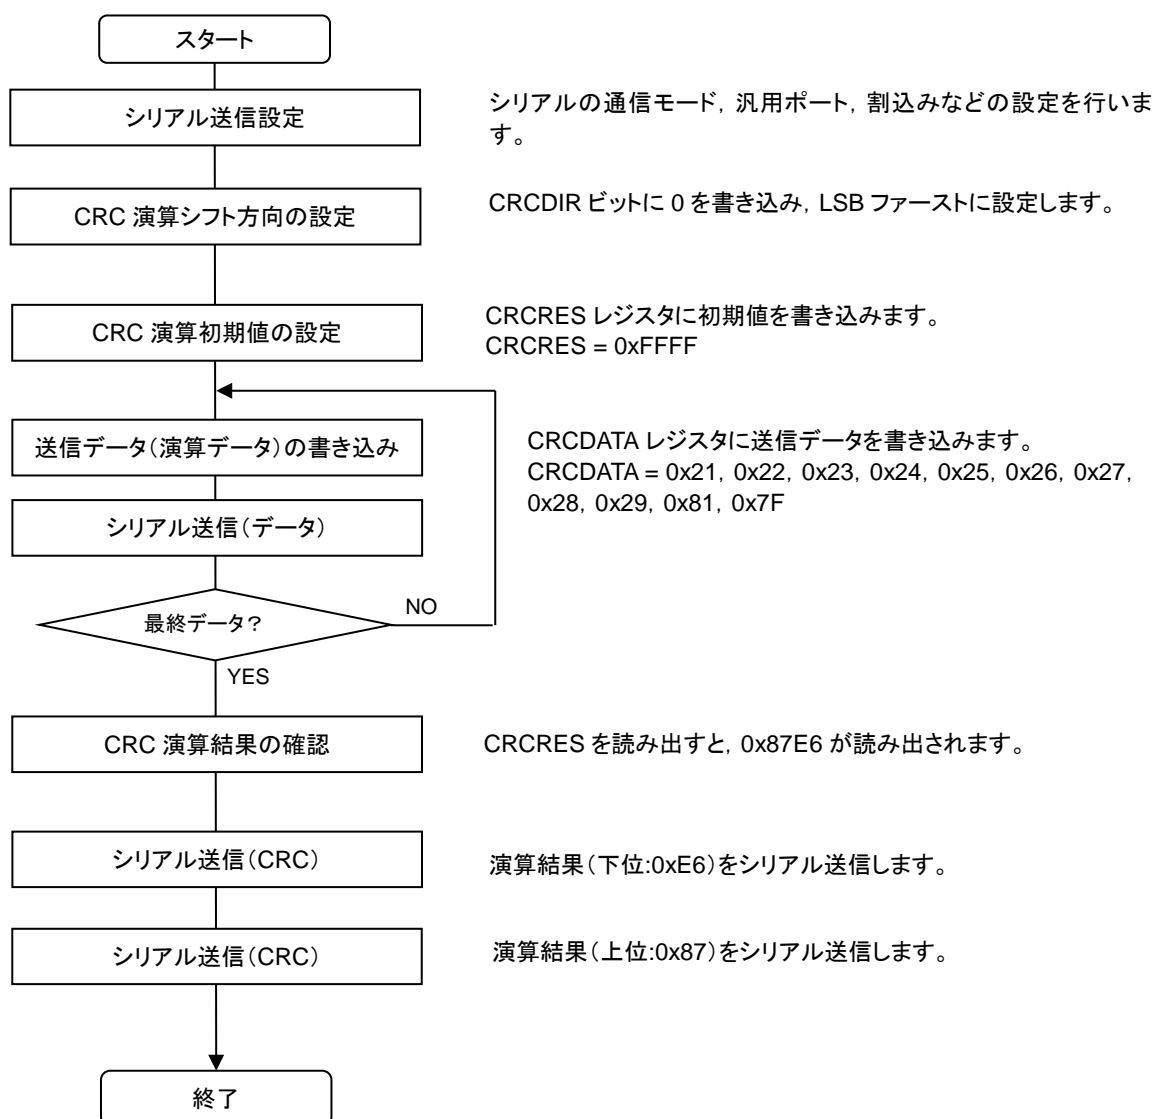 スタート
シリアル送信設定
シリアルの通信モード，汎用ポート，割込みなどの設定を行いま
す。
CRC 演算シフト方向の設定
CRCDIR ビットに 0 を書き込み，LSB ファーストに設定します。
CRC 演算初期値の設定
CRCRES レジスタに初期値を書き込みます。
CRCRES = 0xFFFF
送信データ（演算データ）の書き込み
CRCDATA レジスタに送信データを書き込みます。
CRCDATA = 0x21，0x22，0x23，0x24，0x25，0x26，0x27，
0x28，0x29，0x81，0x7F
シリアル送信（データ）
最終データ？
NO
YES
CRC 演算結果の確認
CRCRES を読み出すと，0x87E6 が読み出されます。
シリアル送信（CRC）
演算結果（下位:0xE6）をシリアル送信します。
シリアル送信（CRC）
演算結果（上位:0x87）をシリアル送信します。
終了